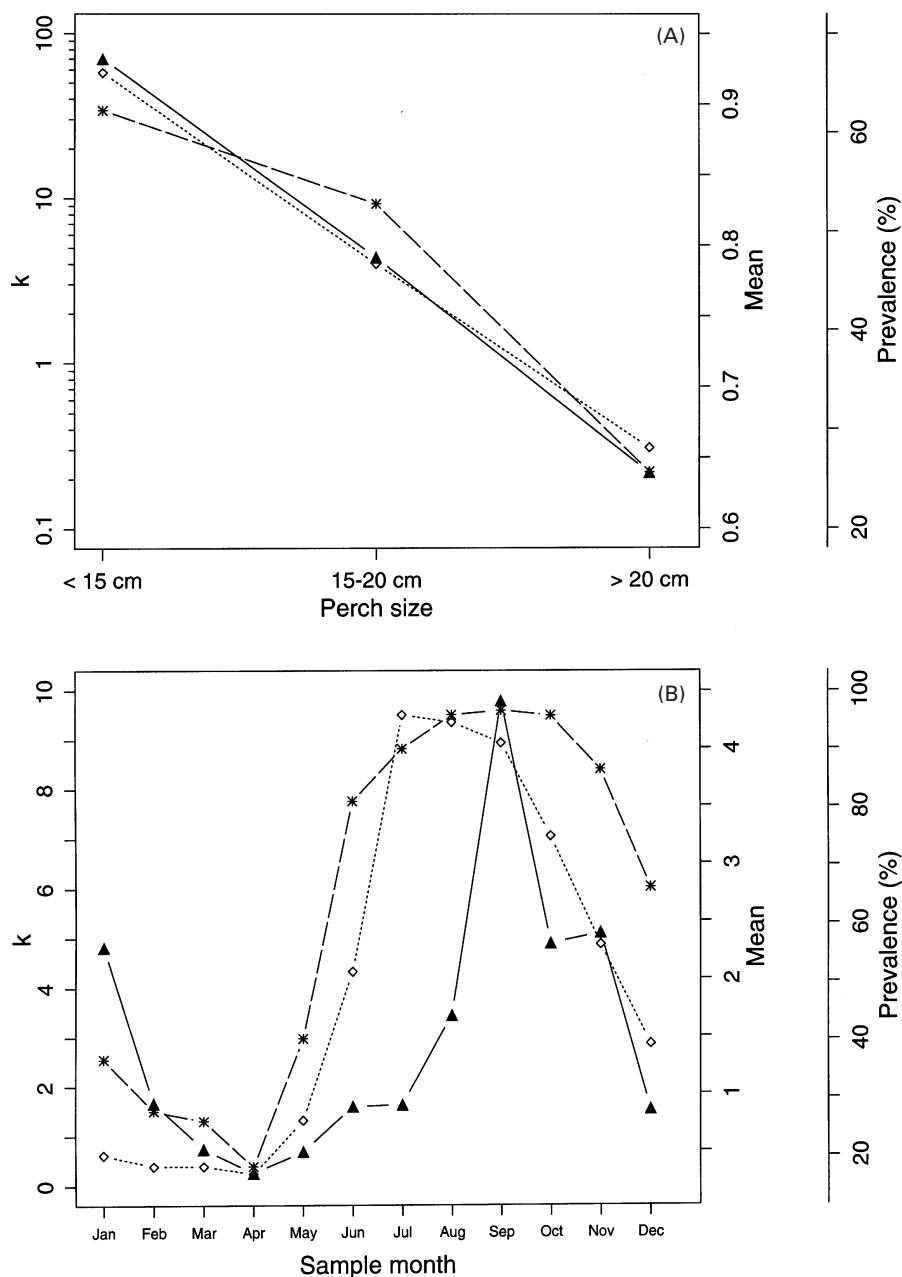 (A)
100
10
1
0.1
k
0.9
0.8
0.7
0.6
Mean
60
40
20
Prevalence (%)
< 15 cm
15-20 cm
> 20 cm
Perch size
(B)
10
8
6
4
2
0
k
4
3
2
1
Mean
100
80
60
40
20
Prevalence (%)
Jan
Feb
Mar
Apr
May
Jun
Jul
Aug
Sep
Oct
Nov
Dec
Sample month